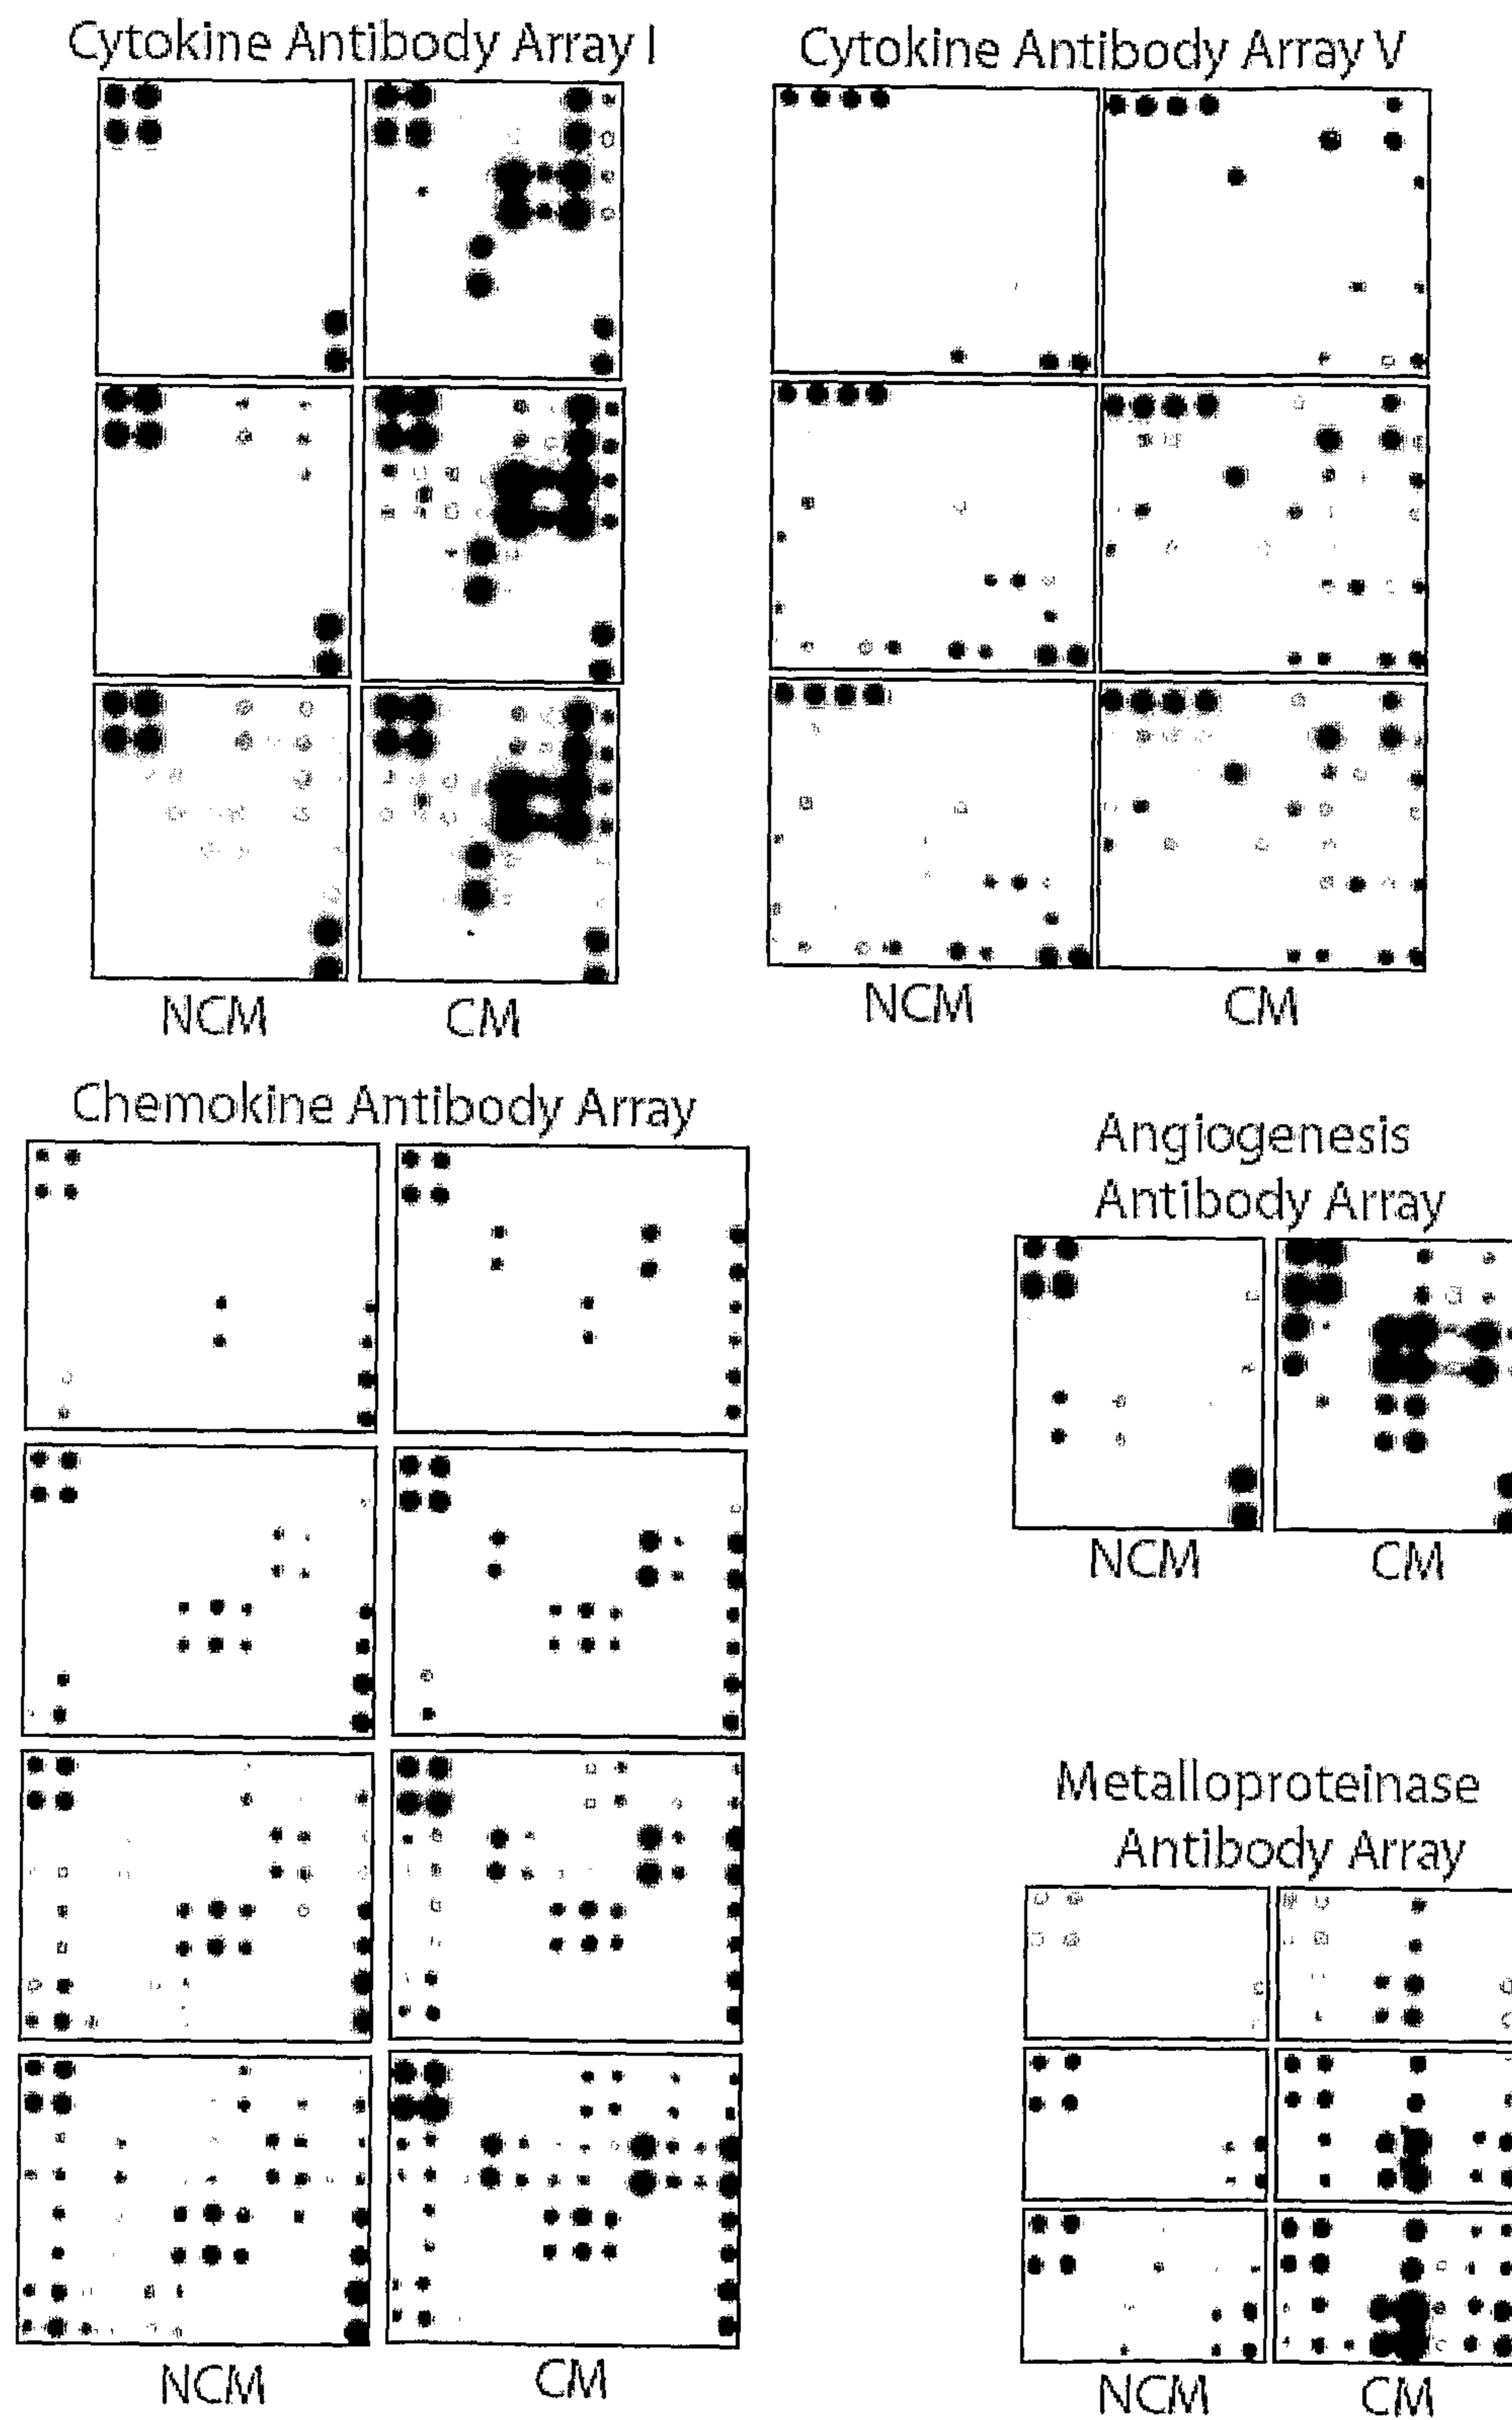 Cytokine Antibody Array I
Cytokine Antibody Array V
NCM
CM
NCM
CM
Chemokine Antibody Array
Angiogenesis
Antibody Array
NCM
CM
Metalloproteinase
Antibody Array
NCM
CM
NCM
CM